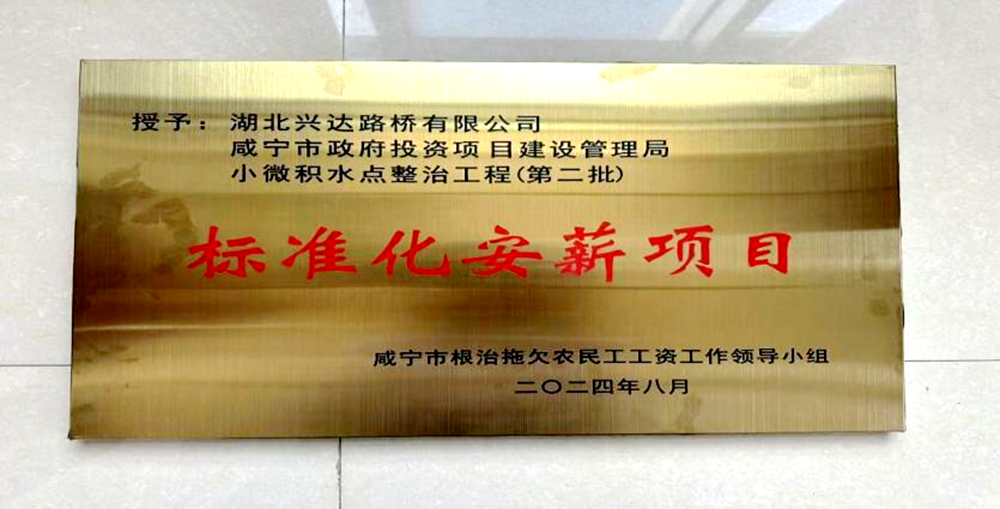 授予：湖北兴达路桥有限公司
咸宁市政府投资项目建设管理局
小微积水点整治工程(第二批)
标准化安薪项目
咸宁市根治拖欠农民工工资工作领导小组
二〇二四年八月